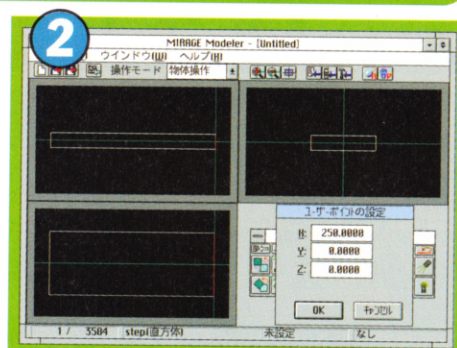 2
MIRAGE Modeler - [Untitled]
ウインドウ(W) ヘルプ(H)
操作モード 物体操作
ユーザーポイントの設定
X: 250.0000
Y: 0.0000
Z: 0.0000
OK キャンセル
1 / 3504 step(直方体) 未設定 なし